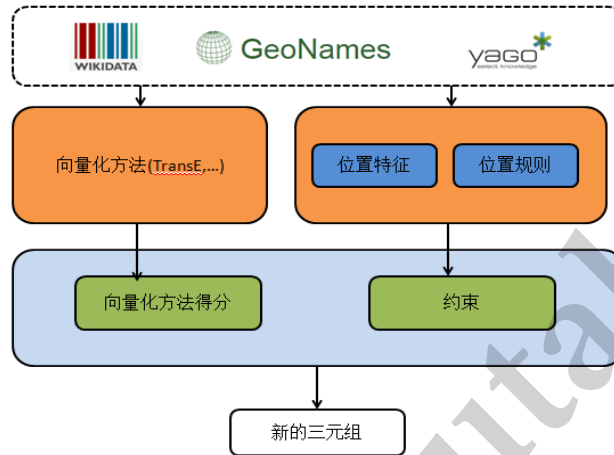 WIKIDATA
GeoNames
yago
select knowledge
向量化方法(TransE,...)
位置特征
位置规则
向量化方法得分
约束
新的三元组